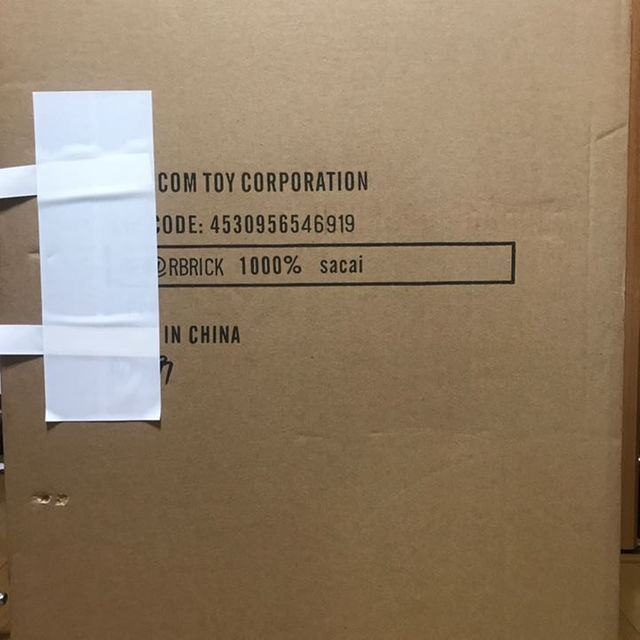 COM TOY CORPORATION
CODE: 4530956546919
@RBRICK 1000% sacai
IN CHINA